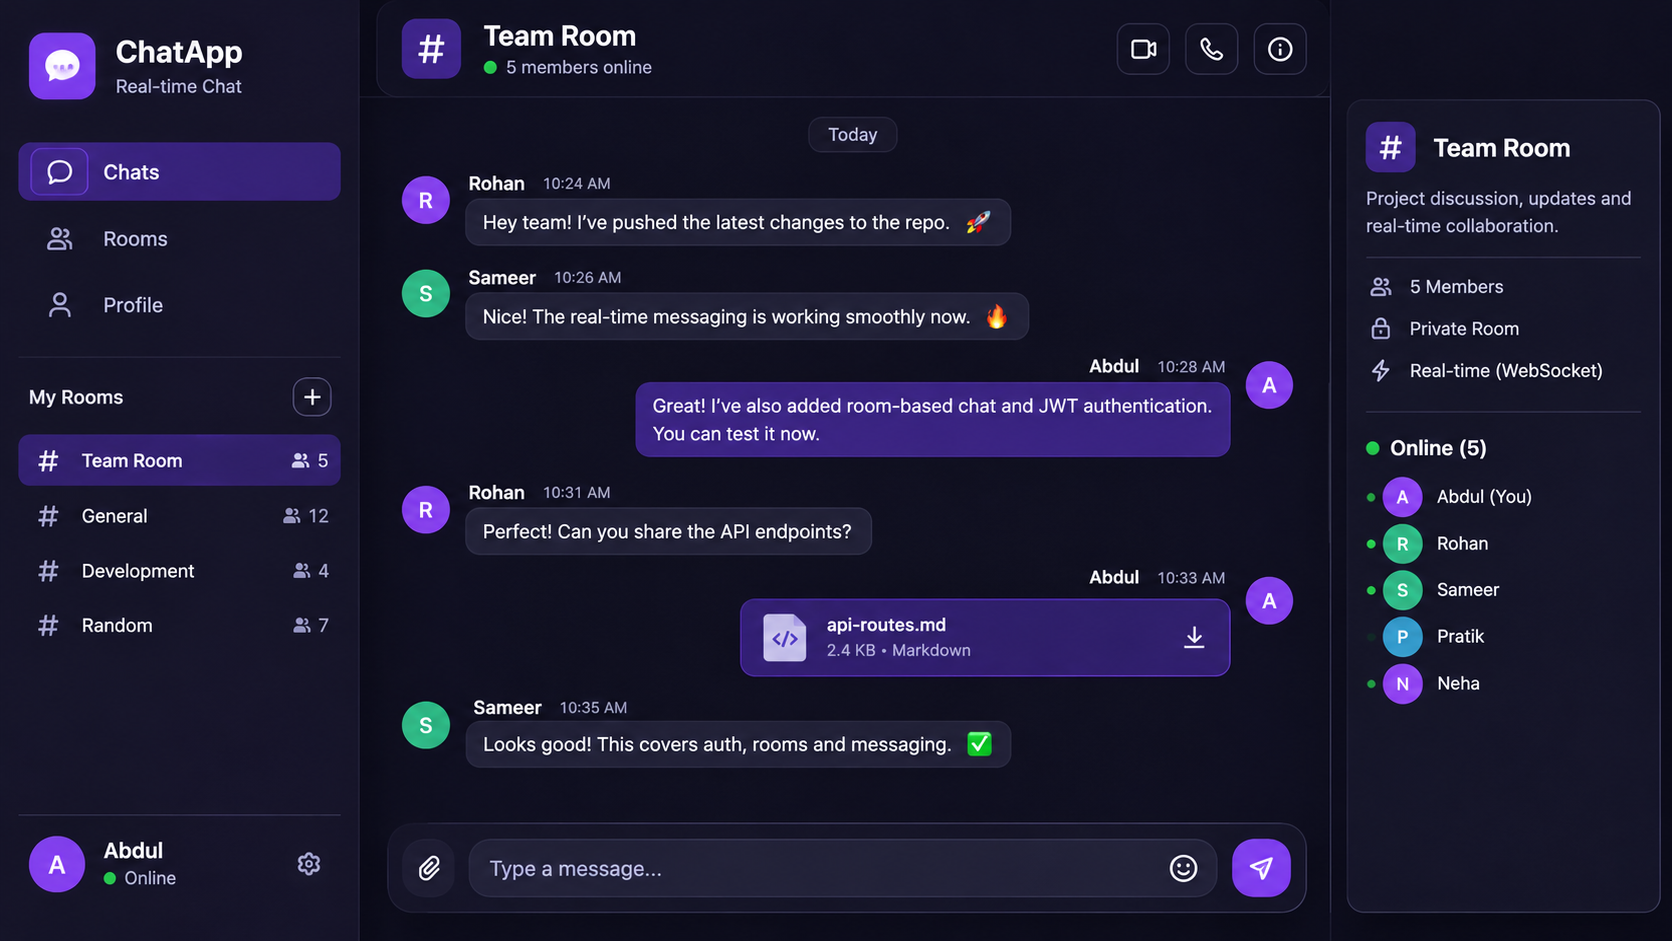 ChatApp
Real-time Chat
Chats
Rooms
Profile
My Rooms
# Team Room 5
# General 12
# Development 4
# Random 7
A
Abdul
Online
#
Team Room
5 members online
Today
R
Rohan 10:24 AM
Hey team! I’ve pushed the latest changes to the repo. 🚀
S
Sameer 10:26 AM
Nice! The real-time messaging is working smoothly now. 🔥
Abdul 10:28 AM
A
Great! I’ve also added room-based chat and JWT authentication.
You can test it now.
R
Rohan 10:31 AM
Perfect! Can you share the API endpoints?
Abdul 10:33 AM
A
</>
api-routes.md
2.4 KB • Markdown
S
Sameer 10:35 AM
Looks good! This covers auth, rooms and messaging. ✅
Type a message...
# Team Room
Project discussion, updates and
real-time collaboration.
5 Members
Private Room
Real-time (WebSocket)
Online (5)
A Abdul (You)
R Rohan
S Sameer
P Pratik
N Neha